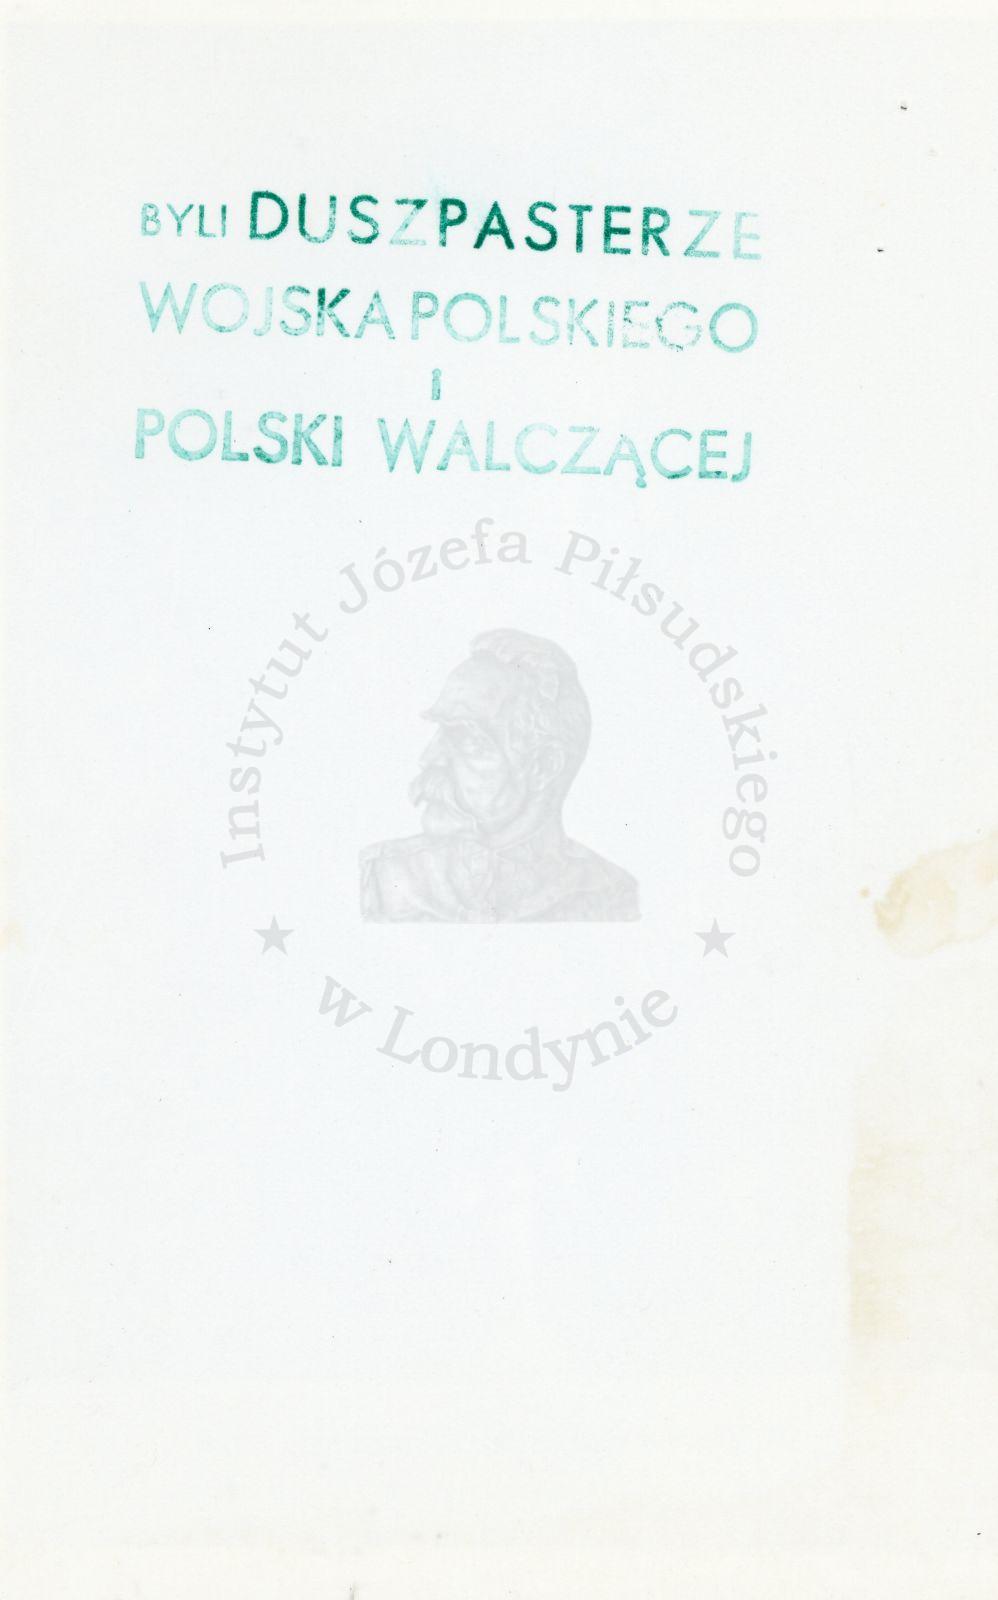 BYLI DUSZPASTERZE
WOJSKA POLSKIEGO
i
POLSKI WALCZĄCEJ
Instytut Józefa Piłsudskiego
w Londynie